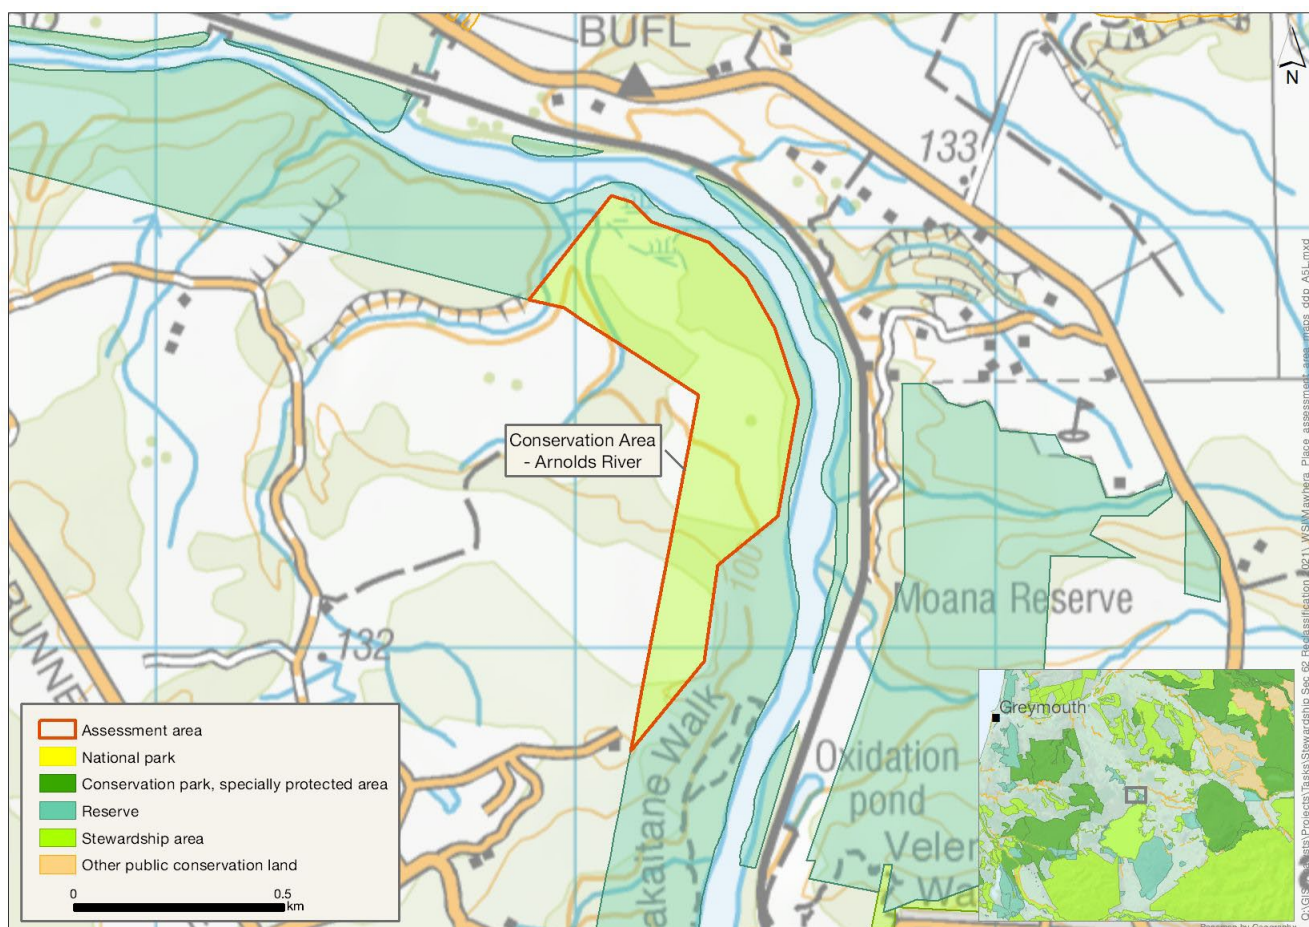 BUFL
N
133
Conservation Area
- Arnolds River
100
Moana Reserve
132
BRUNNE
akaitane Walk
Oxidation
pond
Veler
Wa
Assessment area
National park
Conservation park, specially protected area
Reserve
Stewardship area
Other public conservation land
0
0.5
km
Greymouth